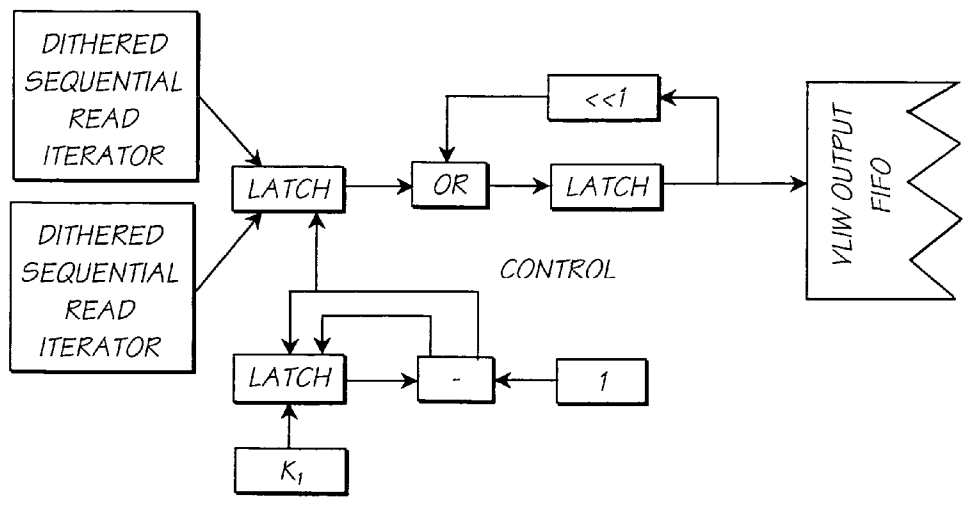 DITHERED
SEQUENTIAL
READ
ITERATOR
<<1
LATCH
OR
LATCH
VLIW OUTPUT
FIFO
DITHERED
SEQUENTIAL
READ
ITERATOR
CONTROL
LATCH
-
1
K₁